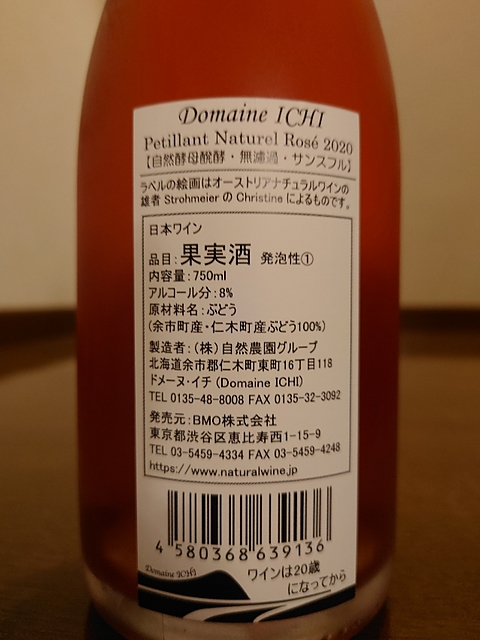 Domaine ICHI
Petillant Naturel Rosé 2020
【自然酵母醗酵・無濾過・サンスフル】
ラベルの絵画はオーストリアナチュラルワインの
雄者 Strohmeier の Christine によるものです。
日本ワイン
品目：果実酒 発泡性①
内容量：750ml
アルコール分：8%
原材料名：ぶどう
(余市町産・仁木町産ぶどう100%)
製造者：(株)自然農園グループ
北海道余市郡仁木町東町16丁目118
ドメーヌ・イチ (Domaine ICHI)
TEL 0135-48-8008 FAX 0135-32-3092
発売元：BMO株式会社
東京都渋谷区恵比寿西1-15-9
TEL 03-5459-4334 FAX 03-5459-4248
https://www.naturalwine.jp
4 580368 639136
Domaine ICHI
ワインは20歳
になってから